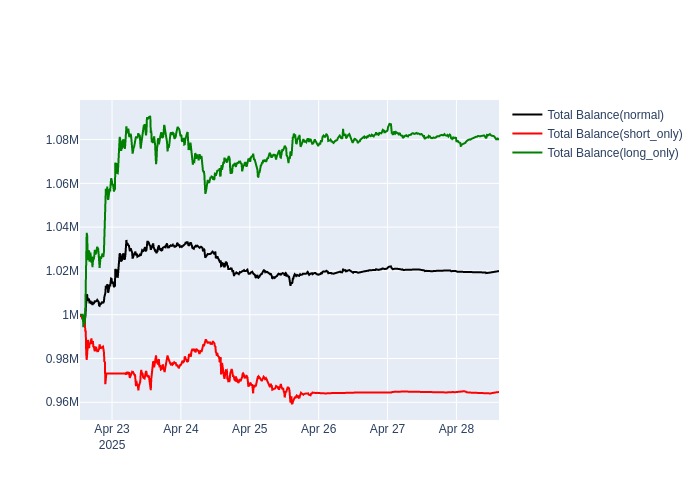 Total Balance(normal)
Total Balance(short_only)
Total Balance(long_only)
1.08M
1.06M
1.04M
1.02M
1M
0.98M
0.96M
Apr 23
2025
Apr 24
Apr 25
Apr 26
Apr 27
Apr 28